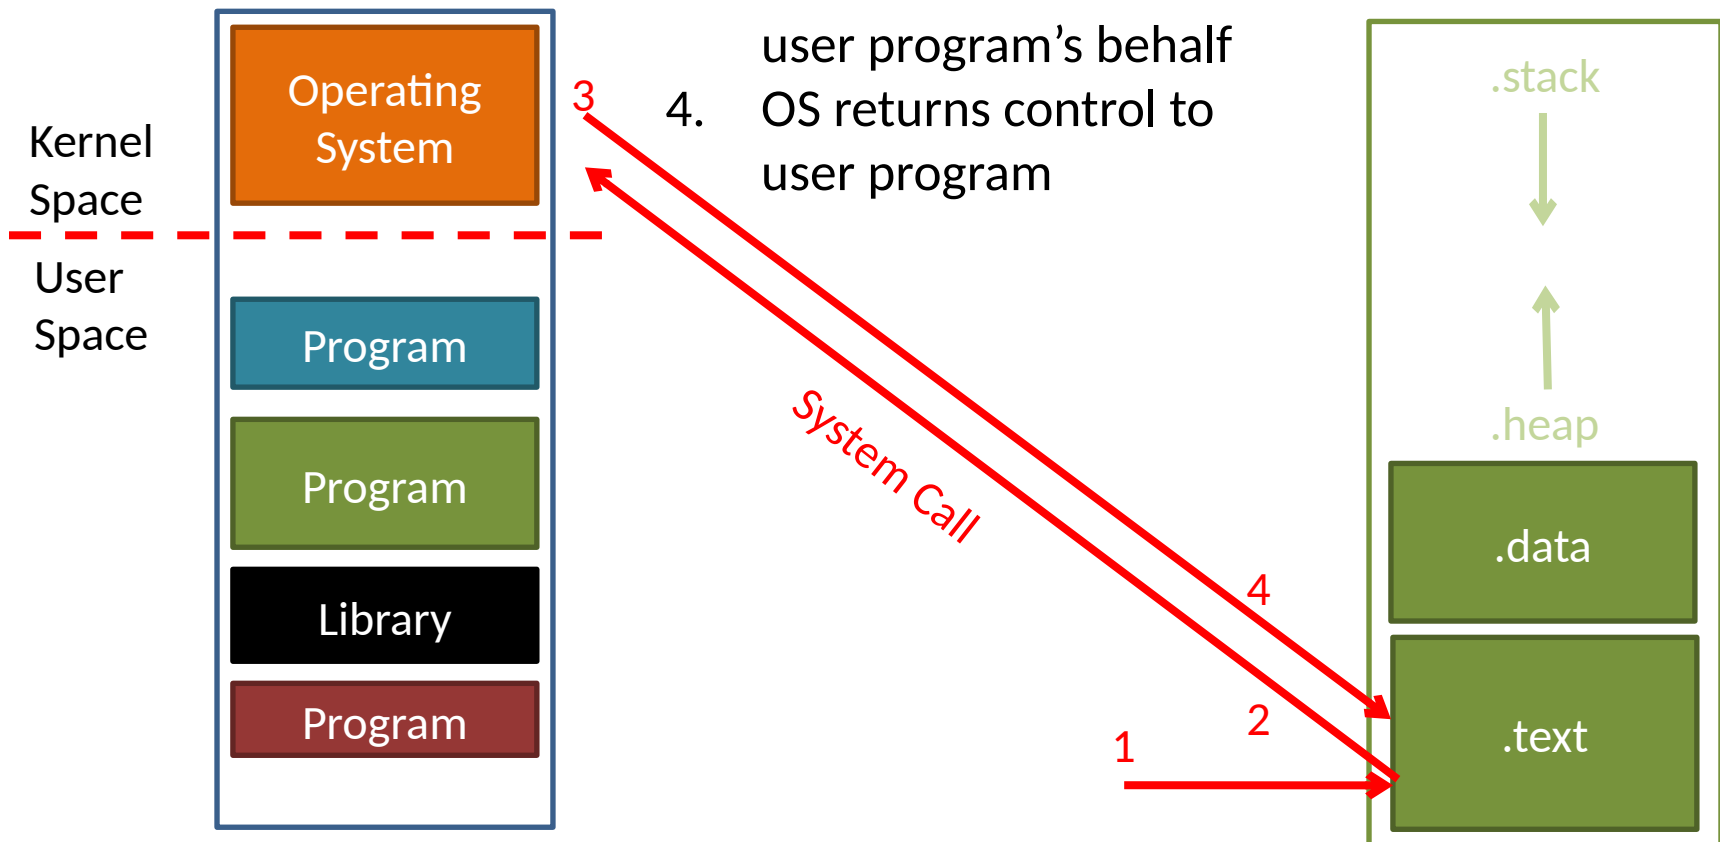 Kernel
Space
User
Space
Operating
System
Program
Program
Library
Program
user program’s behalf
4. OS returns control to
user program
3
System Call
4
2
1
.stack
.heap
.data
.text